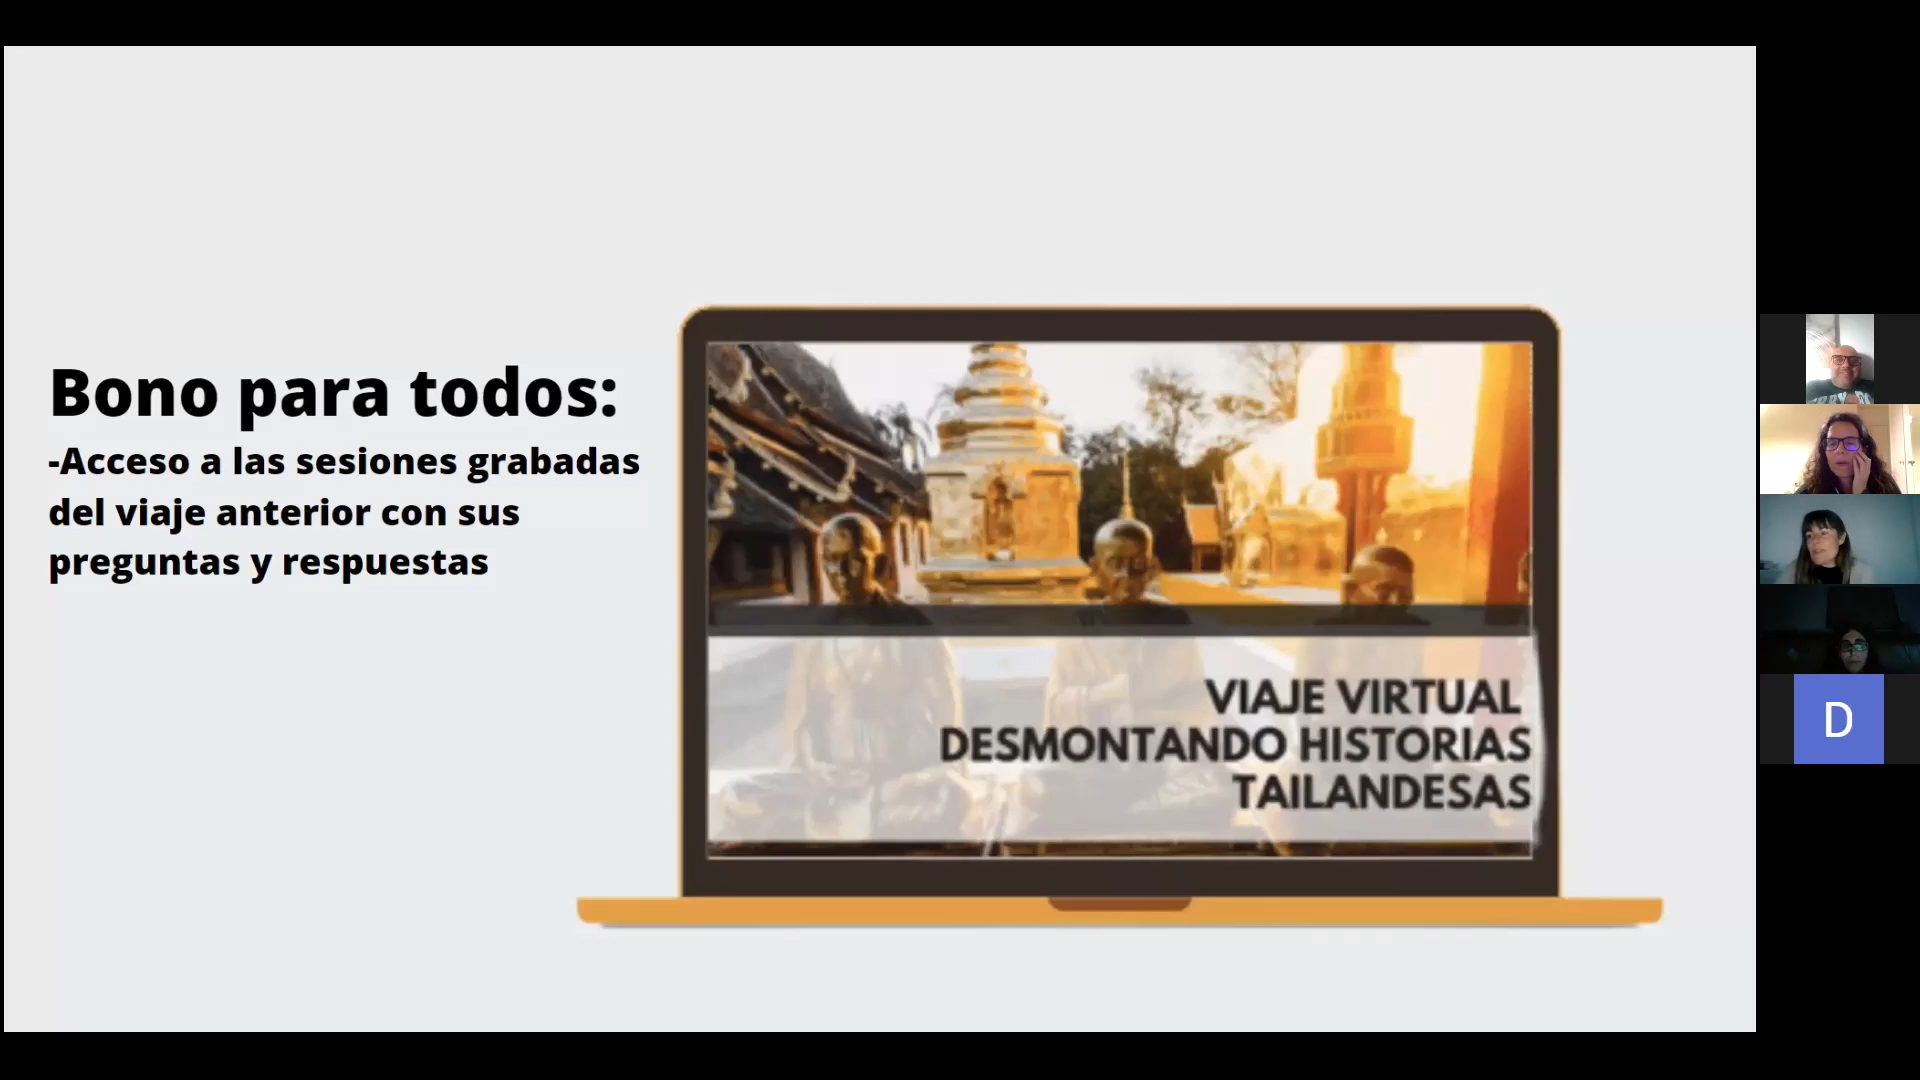 Bono para todos:
-Acceso a las sesiones grabadas
del viaje anterior con sus
preguntas y respuestas
VIAJE VIRTUAL
DESMONTANDO HISTORIAS
TAILANDESAS
D